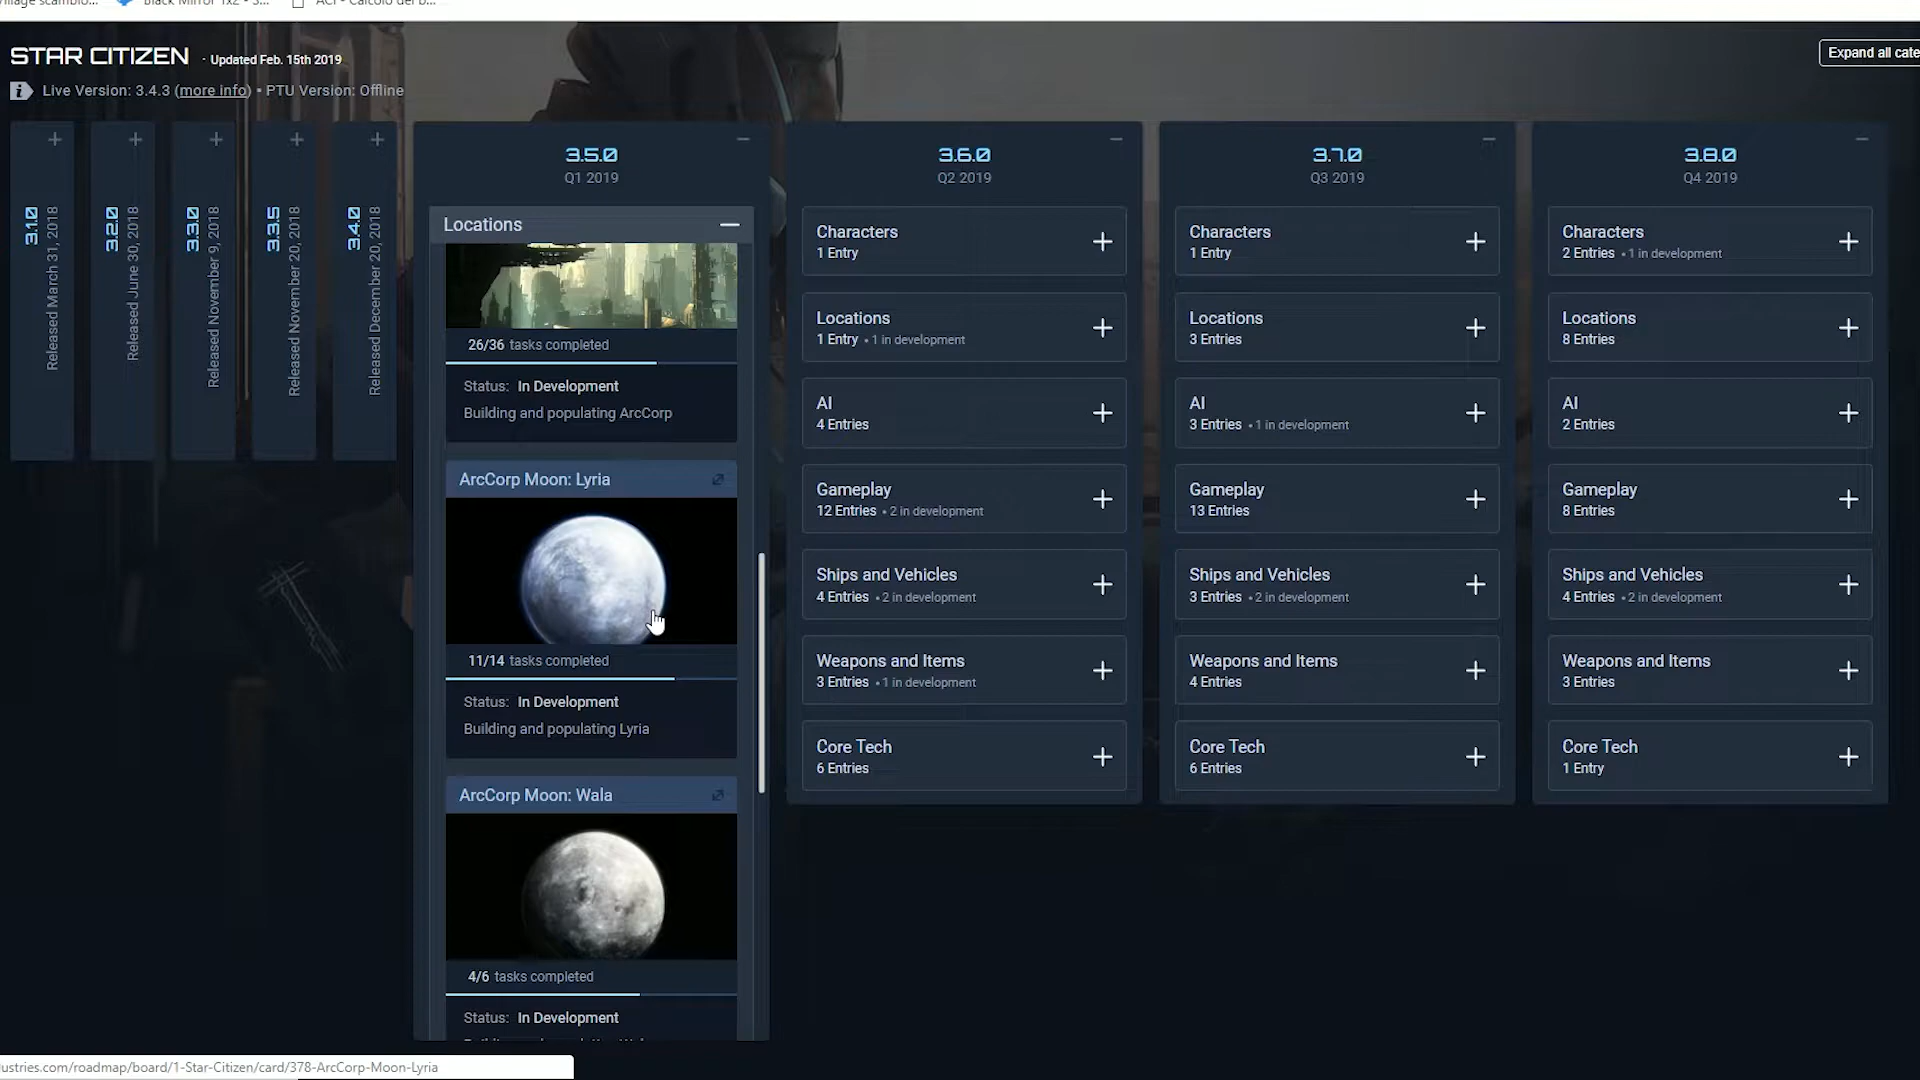 Black Mirror 1x2 - S...
STAR CITIZEN · Updated Feb. 15th 2019
Expand all cate
i Live Version: 3.4.3 (more info) • PTU Version: Offline
3.1.0
Released March 31, 2018
3.2.0
Released June 30, 2018
3.3.0
Released November 9, 2018
3.3.5
Released November 20, 2018
3.4.0
Released December 20, 2018
3.5.0
Q1 2019
Locations
26/36 tasks completed
Status: In Development
Building and populating ArcCorp
ArcCorp Moon: Lyria
11/14 tasks completed
Status: In Development
Building and populating Lyria
ArcCorp Moon: Wala
4/6 tasks completed
Status: In Development
3.6.0
Q2 2019
Characters
1 Entry
Locations
1 Entry • 1 in development
AI
4 Entries
Gameplay
12 Entries • 2 in development
Ships and Vehicles
4 Entries • 2 in development
Weapons and Items
3 Entries • 1 in development
Core Tech
6 Entries
3.7.0
Q3 2019
Characters
1 Entry
Locations
3 Entries
AI
3 Entries • 1 in development
Gameplay
13 Entries
Ships and Vehicles
3 Entries • 2 in development
Weapons and Items
4 Entries
Core Tech
6 Entries
3.8.0
Q4 2019
Characters
2 Entries • 1 in development
Locations
8 Entries
AI
2 Entries
Gameplay
8 Entries
Ships and Vehicles
4 Entries • 2 in development
Weapons and Items
3 Entries
Core Tech
1 Entry
ustries.com/roadmap/board/1-Star-Citizen/card/378-ArcCorp-Moon-Lyria